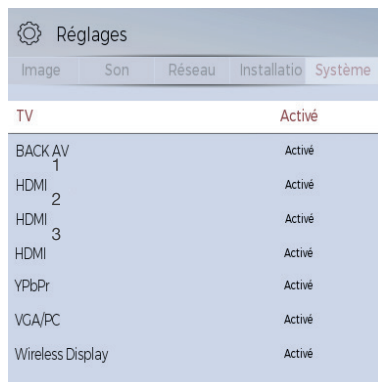 Réglages
Image Son Réseau Installatio Système
TV Activé
BACK AV Activé
1
HDMI Activé
2
HDMI Activé
3
HDMI Activé
YPbPr Activé
VGA/PC Activé
Wireless Display Activé